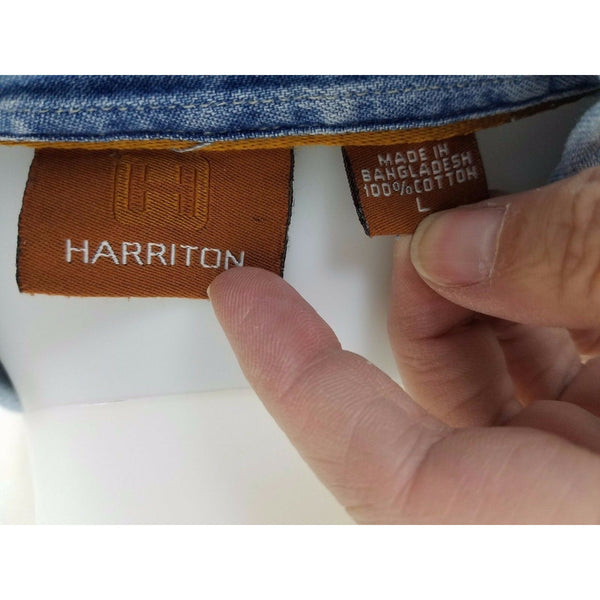 H
HARRITON
MADE IN
BANGLADESH
100% COTTON
L